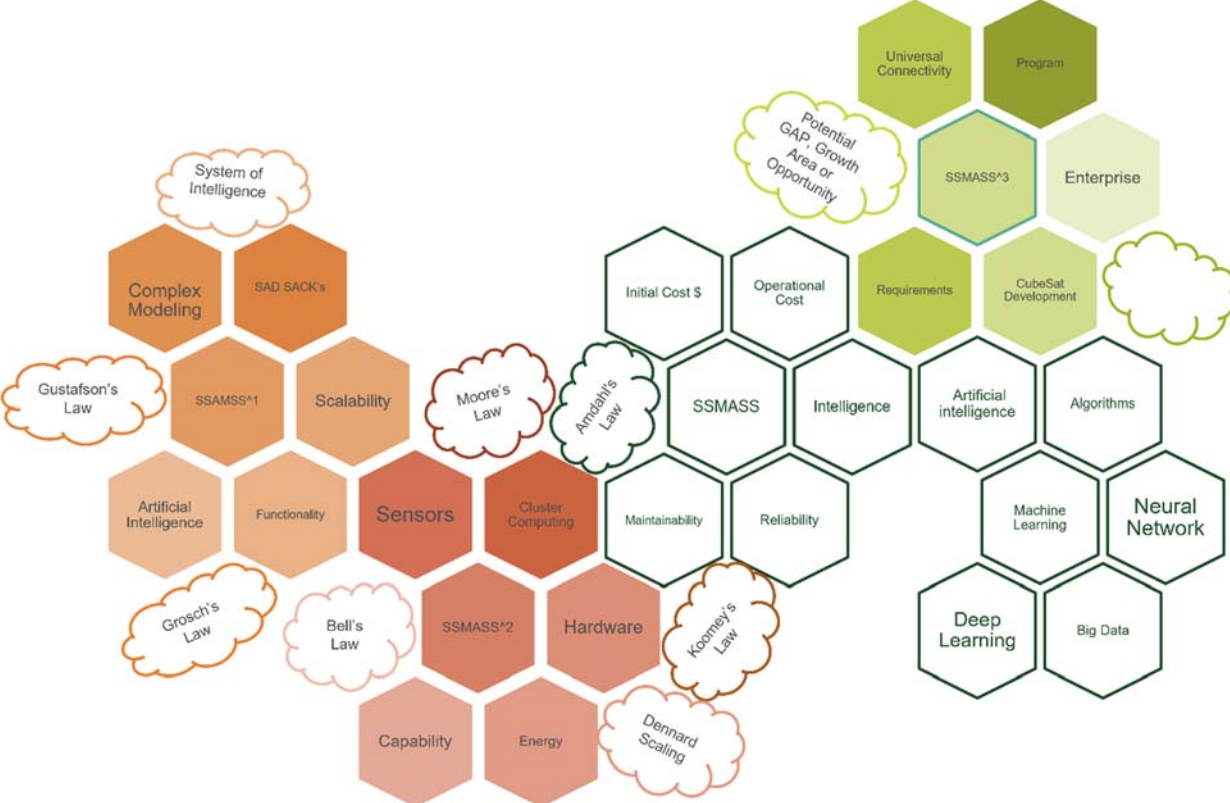 Universal
Connectivity
Program
Potential
GAP, Growth
Area or
Opportunity
SSMASS^3
Enterprise
System of
Intelligence
Complex
Modeling
SAD SACK's
Initial Cost $
Operational
Cost
Requirements
CubeSat
Development
Gustafson's
Law
SSAMSS^1
Scalability
Moore's
Law
Amdahl's
Law
SSMASS
Intelligence
Artificial
intelligence
Algorithms
Artificial
Intelligence
Functionality
Sensors
Cluster
Computing
Maintainability
Reliability
Machine
Learning
Neural
Network
Grosch's
Law
Bell's
Law
SSMASS^2
Hardware
Koomey's
Law
Deep
Learning
Big Data
Capability
Energy
Dennard
Scaling